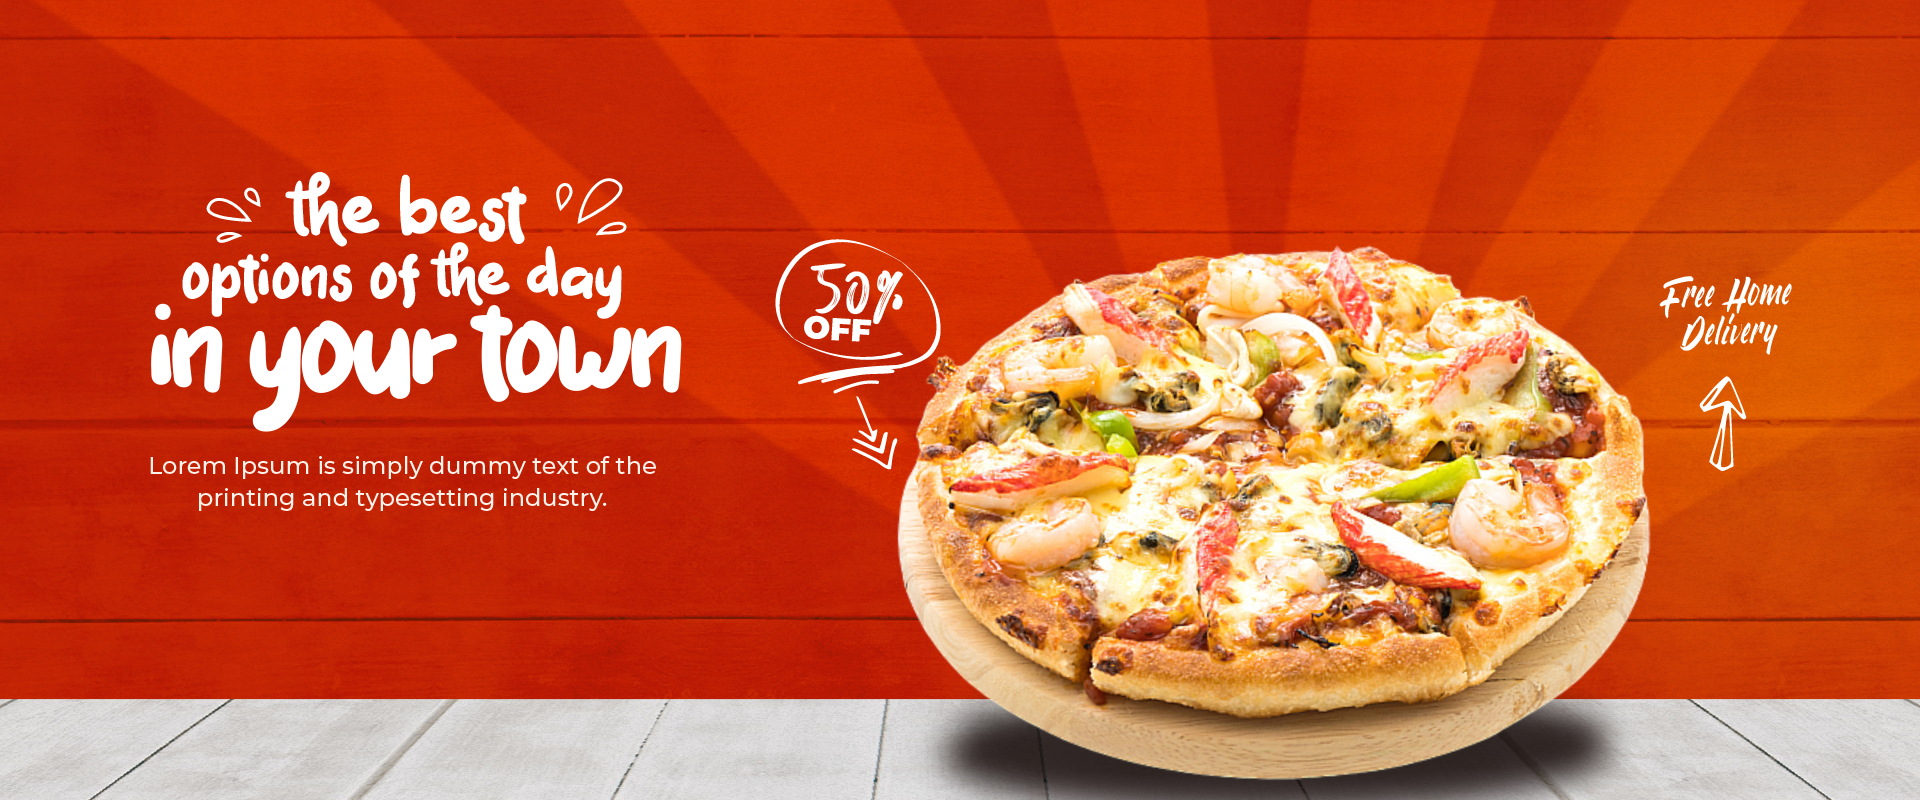 the best
options of the day
in your town
Lorem Ipsum is simply dummy text of the
printing and typesetting industry.
50%
OFF
Free Home
Delivery